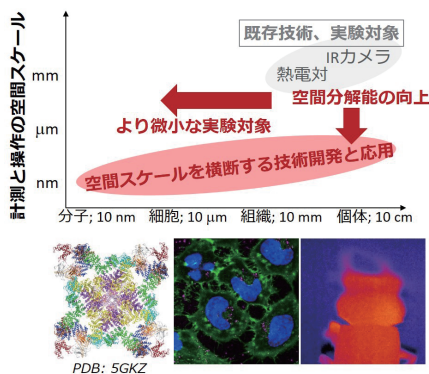 計測と操作の空間スケール
既存技術、実験対象
IRカメラ
熱電対
mm
空間分解能の向上
より微小な実験対象
μm
空間スケールを横断する技術開発と応用
nm
分子; 10 nm 細胞; 10 μm 組織; 10 mm 個体; 10 cm
PDB: 5GKZ